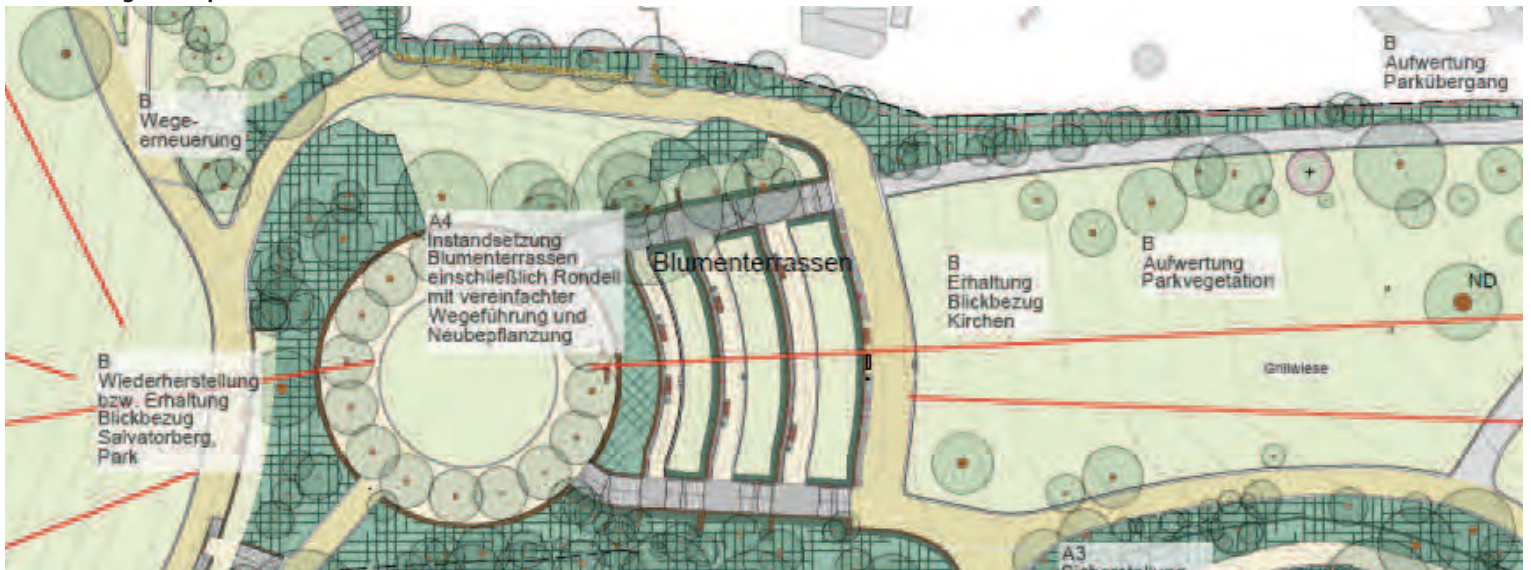 B
Aufwertung
Parkübergang
B
Wege-
erneuerung
A4
Instandsetzung
Blumenterrassen
einschließlich Rondell
mit vereinfachter
Wegeführung und
Neubepflanzung
Blumenterrassen
B
Erhaltung
Blickbezug
Kirchen
B
Aufwertung
Parkvegetation
ND
Grillwiese
B
Wiederherstellung
bzw. Erhaltung
Blickbezug
Salvatorberg,
Park
A3